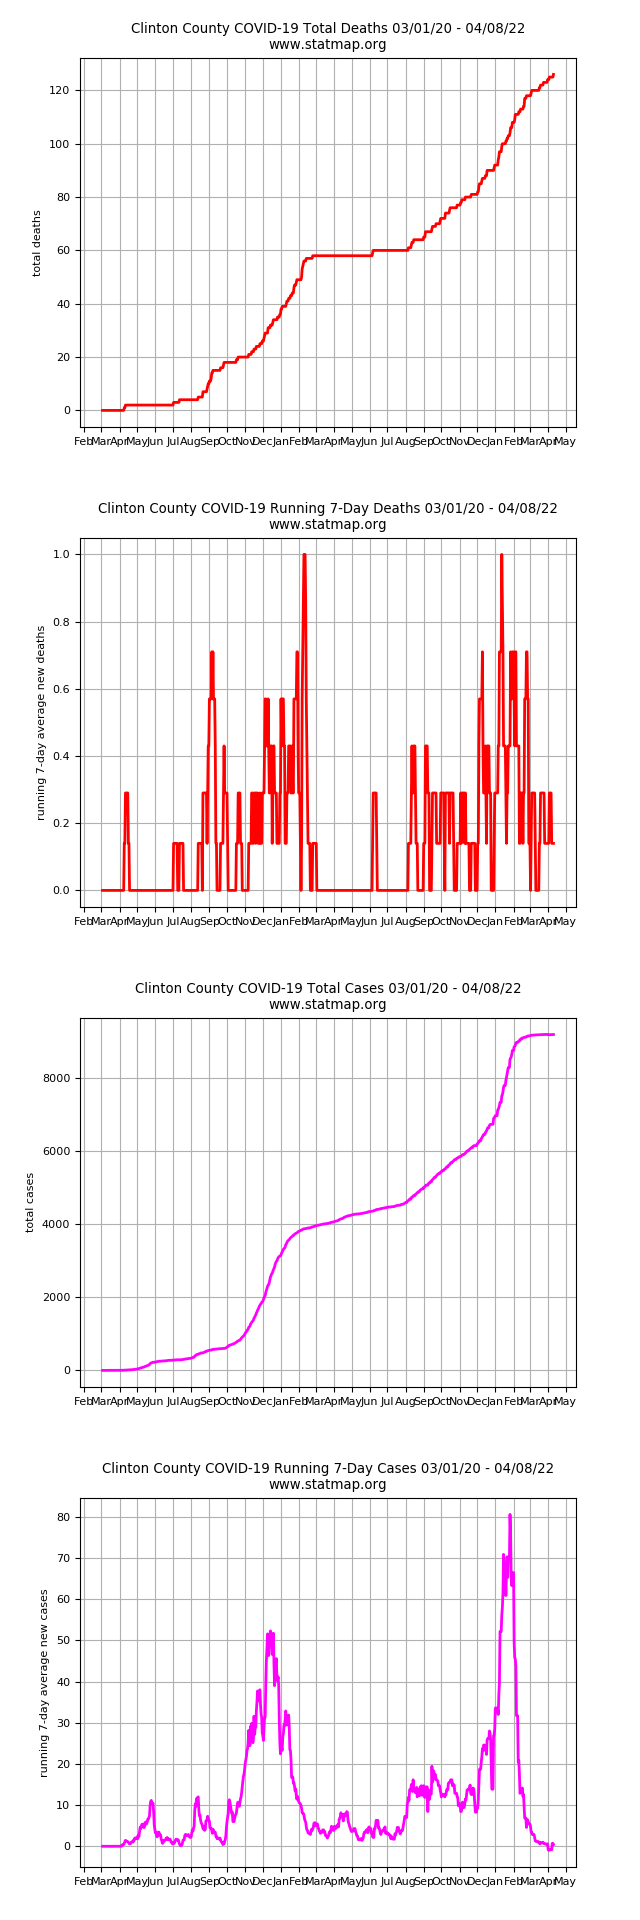 Clinton County COVID-19 Total Deaths 03/01/20 - 04/08/22
www.statmap.org
120
100
80
60
40
20
0
total deaths
Feb Mar Apr May Jun Jul Aug Sep Oct Nov Dec Jan Feb Mar Apr May Jun Jul Aug Sep Oct Nov Dec Jan Feb Mar Apr May
Clinton County COVID-19 Running 7-Day Deaths 03/01/20 - 04/08/22
www.statmap.org
1.0
0.8
0.6
0.4
0.2
0.0
running 7-day average new deaths
Feb Mar Apr May Jun Jul Aug Sep Oct Nov Dec Jan Feb Mar Apr May Jun Jul Aug Sep Oct Nov Dec Jan Feb Mar Apr May
Clinton County COVID-19 Total Cases 03/01/20 - 04/08/22
www.statmap.org
8000
6000
4000
2000
0
total cases
Feb Mar Apr May Jun Jul Aug Sep Oct Nov Dec Jan Feb Mar Apr May Jun Jul Aug Sep Oct Nov Dec Jan Feb Mar Apr May
Clinton County COVID-19 Running 7-Day Cases 03/01/20 - 04/08/22
www.statmap.org
80
70
60
50
40
30
20
10
0
running 7-day average new cases
Feb Mar Apr May Jun Jul Aug Sep Oct Nov Dec Jan Feb Mar Apr May Jun Jul Aug Sep Oct Nov Dec Jan Feb Mar Apr May